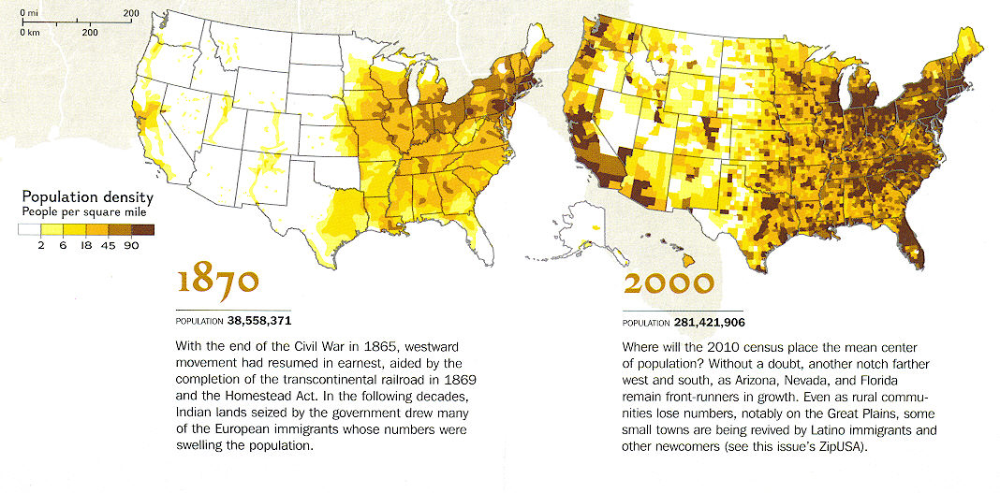 0 mi 200
0 km 200
Population density
People per square mile
2 6 18 45 90
1870
POPULATION 38,558,371
With the end of the Civil War in 1865, westward
movement had resumed in earnest, aided by the
completion of the transcontinental railroad in 1869
and the Homestead Act. In the following decades,
Indian lands seized by the government drew many
of the European immigrants whose numbers were
swelling the population.
2000
POPULATION 281,421,906
Where will the 2010 census place the mean center
of population? Without a doubt, another notch farther
west and south, as Arizona, Nevada, and Florida
remain front-runners in growth. Even as rural commu-
nities lose numbers, notably on the Great Plains, some
small towns are being revived by Latino immigrants and
other newcomers (see this issue's ZipUSA).